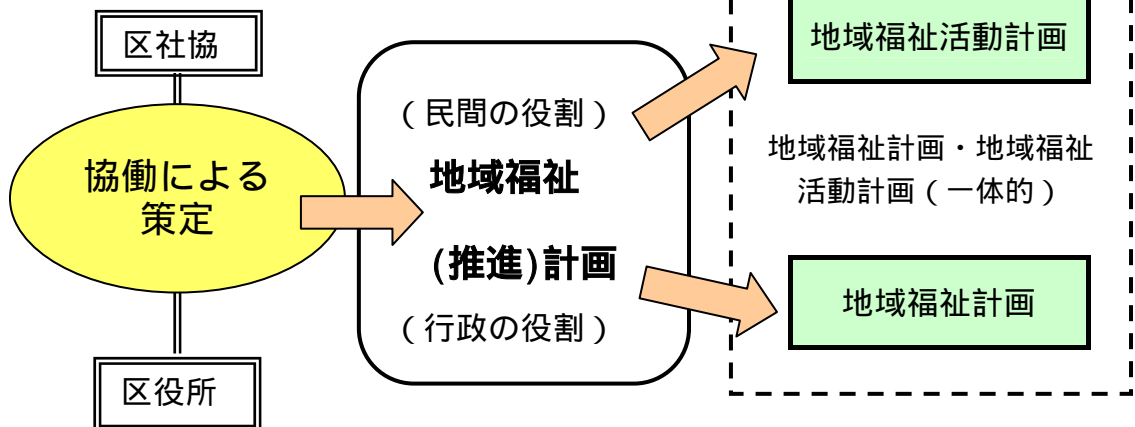 区社協
協働による
策定
区役所
（民間の役割）
地域福祉
(推進)計画
（行政の役割）
地域福祉活動計画
地域福祉計画・地域福祉
活動計画（一体的）
地域福祉計画